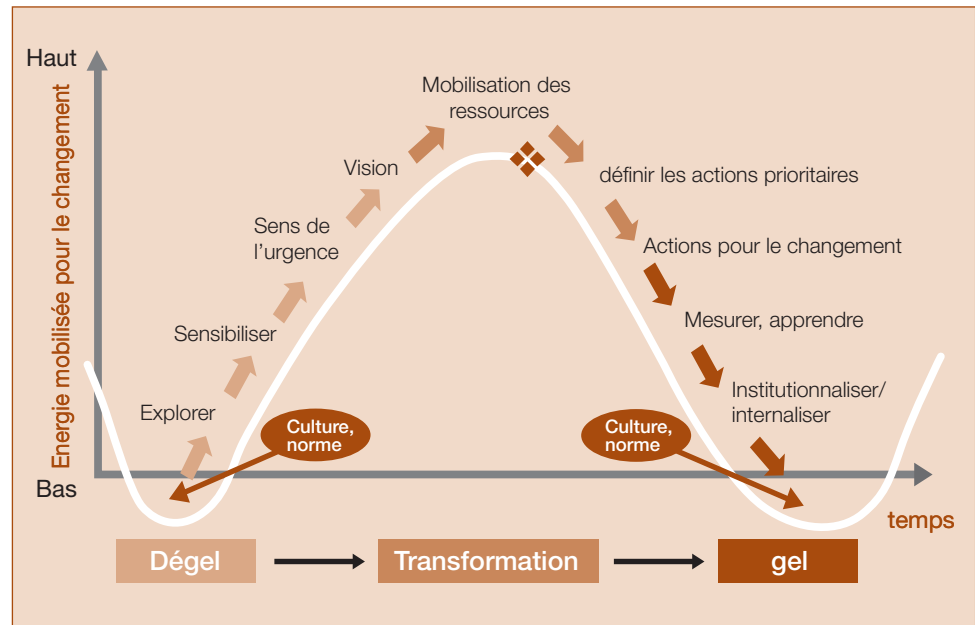 Haut
Energie mobilisée pour le changement
Bas
Explorer
Sensibiliser
Sens de
l'urgence
Vision
Mobilisation des
ressources
définir les actions prioritaires
Actions pour le changement
Mesurer, apprendre
Institutionnaliser/
internaliser
Culture,
norme
Culture,
norme
temps
Dégel
Transformation
gel